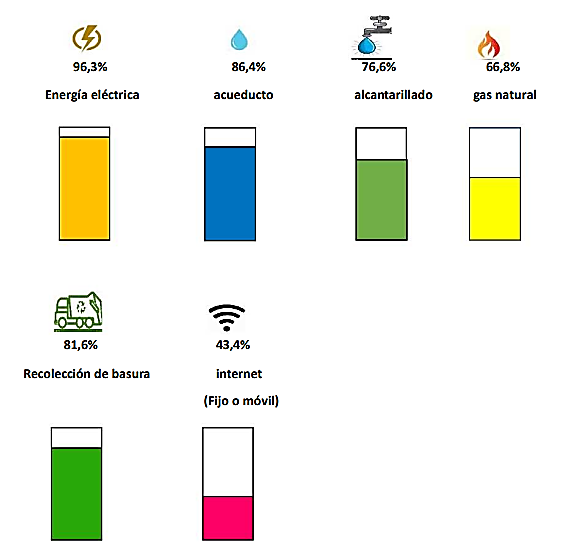 96,3% 86,4% 76,6% 66,8%
Energía eléctrica acueducto alcantarillado gas natural
81,6% 43,4%
Recolección de basura internet
(Fijo o móvil)